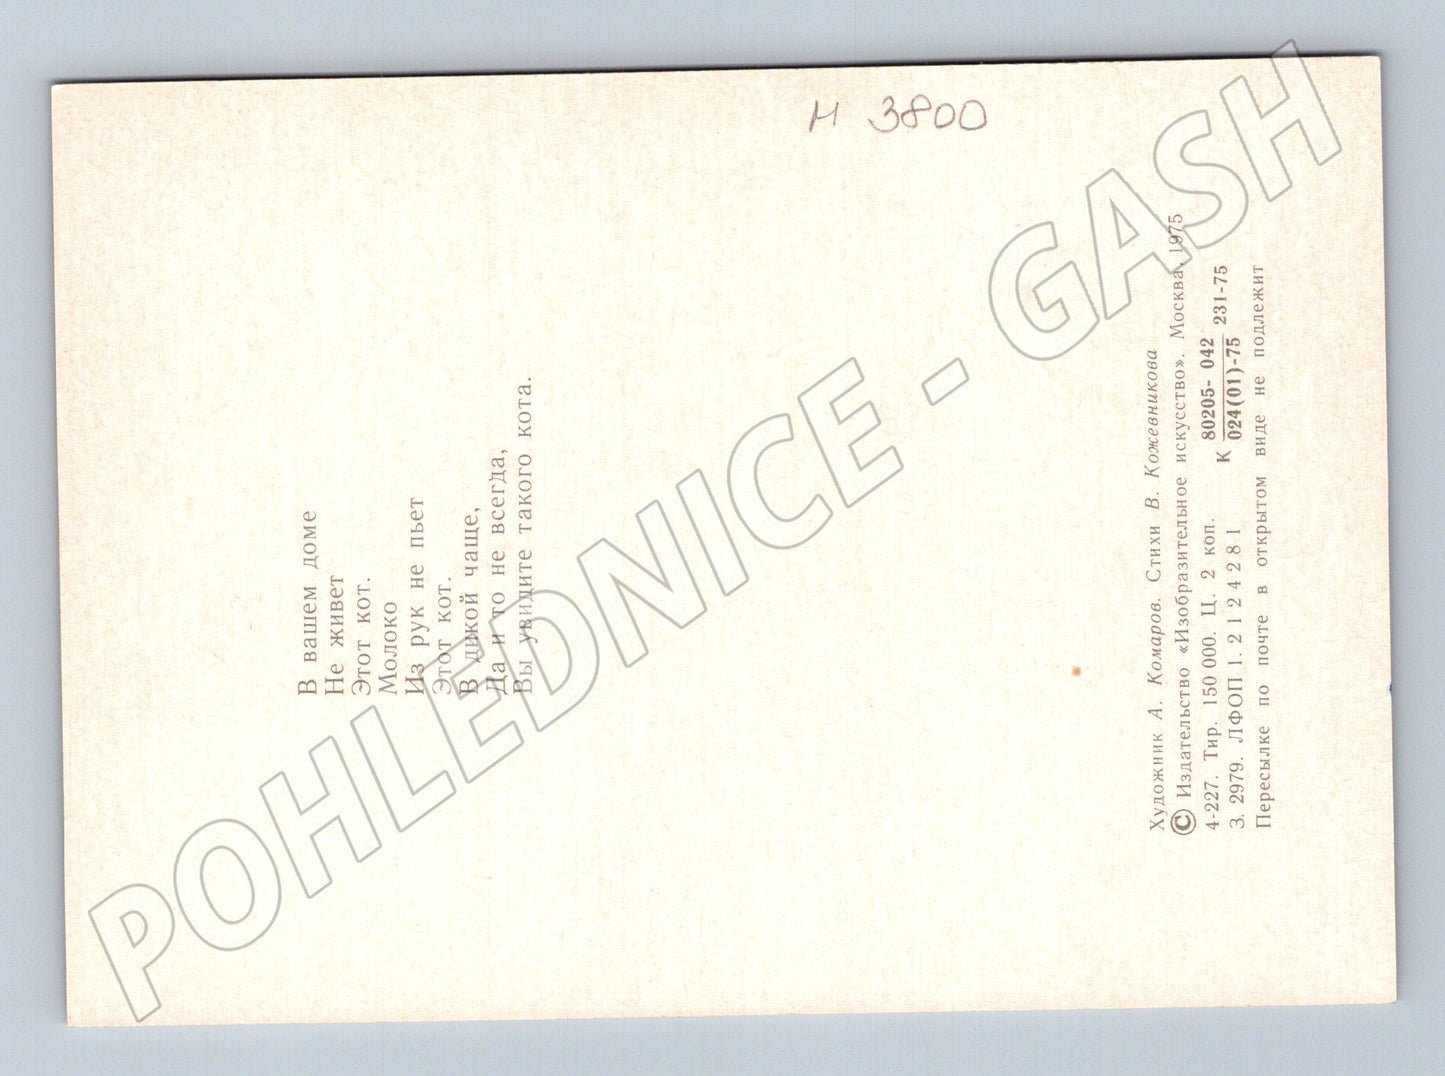 В вашем доме
Не живет
Этот кот.
Молоко
Из рук не пьет
Этот кот.
В дикой чаще,
Да и то не всегда,
Вы увидите такого кота.
Художник А. Комаров. Стихи В. Кожевникова
© Издательство «Изобразительное искусство». Москва, 1975
4-227. Тир. 150 000. Ц. 2 коп. К 80205- 042 231-75
024(01)-75
З. 2979. ЛФОП 1. 2 1 2 4 2 8 1
Пересылке по почте в открытом виде не подлежит
н 3800
POHLEDNICE - GASH